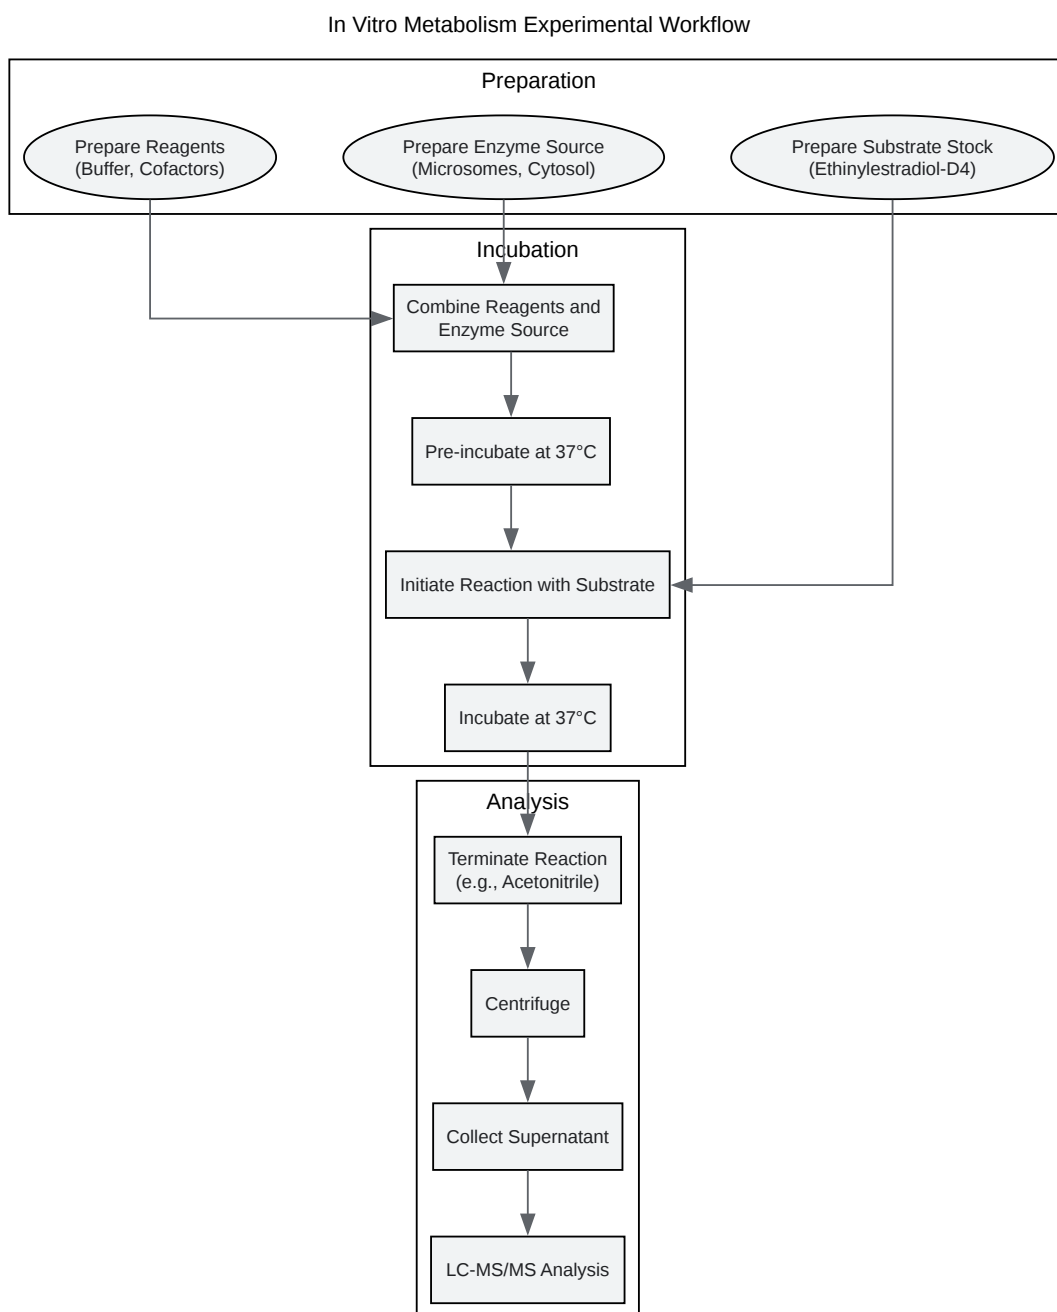 In Vitro Metabolism Experimental Workflow
Preparation
Prepare Reagents
(Buffer, Cofactors)
Prepare Enzyme Source
(Microsomes, Cytosol)
Prepare Substrate Stock
(Ethinylestradiol-D4)
Incubation
Combine Reagents and
Enzyme Source
Pre-incubate at 37°C
Initiate Reaction with Substrate
Incubate at 37°C
Analysis
Terminate Reaction
(e.g., Acetonitrile)
Centrifuge
Collect Supernatant
LC-MS/MS Analysis